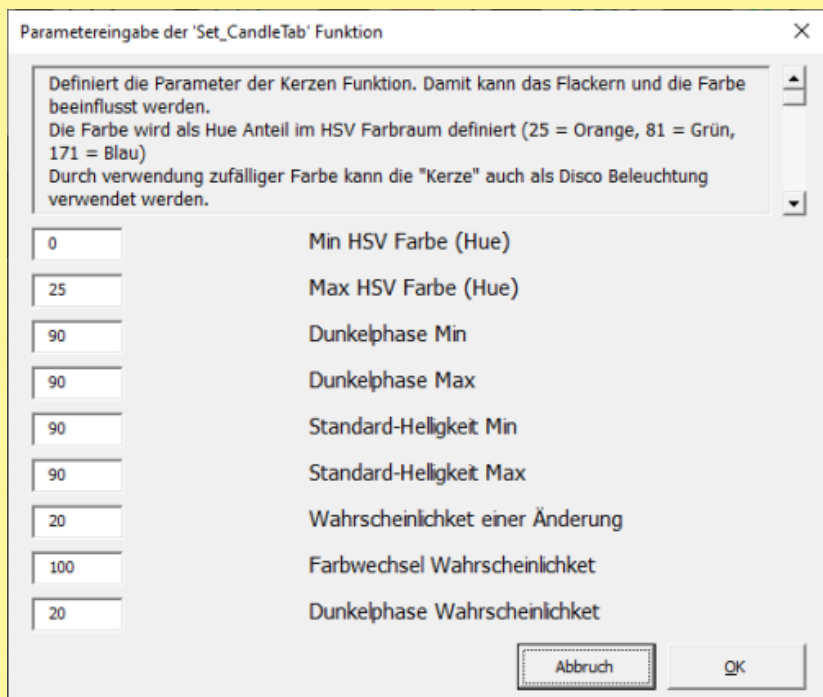 Parametereingabe der 'Set_CandleTab' Funktion
Definiert die Parameter der Kerzen Funktion. Damit kann das Flackern und die Farbe
beeinflusst werden.
Die Farbe wird als Hue Anteil im HSV Farbraum definiert (25 = Orange, 81 = Grün,
171 = Blau)
Durch verwendung zufälliger Farbe kann die "Kerze" auch als Disco Beleuchtung
verwendet werden.
0 Min HSV Farbe (Hue)
25 Max HSV Farbe (Hue)
90 Dunkelphase Min
90 Dunkelphase Max
90 Standard-Helligkeit Min
90 Standard-Helligkeit Max
20 Wahrscheinlichket einer Änderung
100 Farbwechsel Wahrscheinlichket
20 Dunkelphase Wahrscheinlichket
Abbruch OK